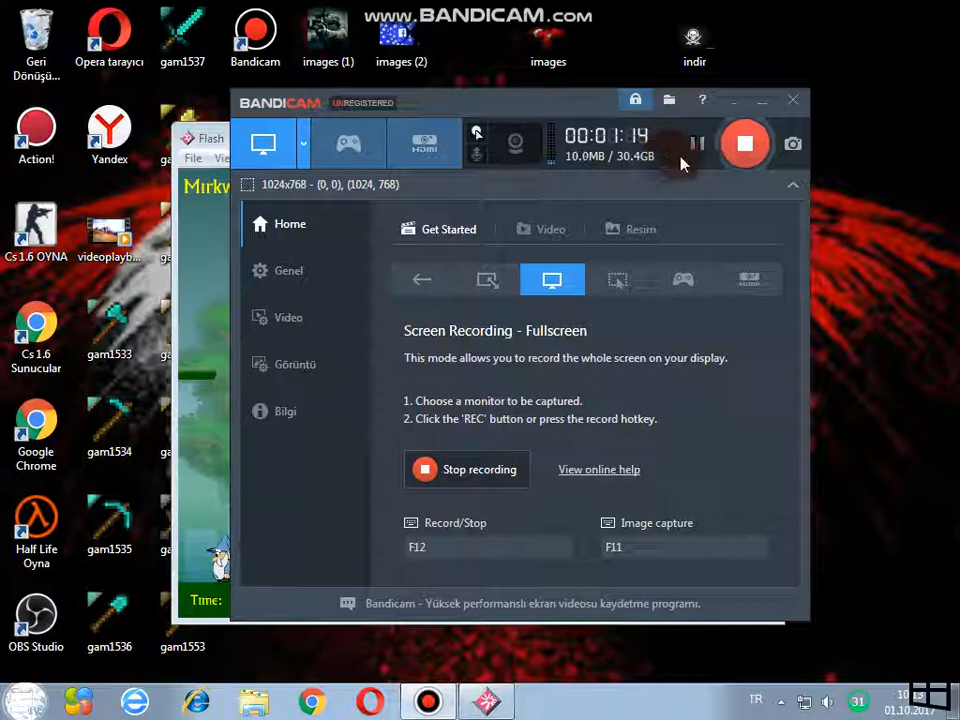 www.BANDICAM.com
Geri
Dönüşü...
Opera tarayıcı
gam1537
Bandicam
images (1)
images (2)
images
indir
BANDICAM
UNREGISTERED
?
Action!
Yandex
Flash
File
HDMI
00:01:14
10.0MB / 30.4GB
1024x768 - (0, 0), (1024, 768)
Mırkw
Cs 1.6 OYNA
videoplayb...
Home
Get Started
Video
Resim
Genel
Video
Görüntü
Bilgi
Screen Recording - Fullscreen
This mode allows you to record the whole screen on your display.
1. Choose a monitor to be captured.
2. Click the 'REC' button or press the record hotkey.
Stop recording
View online help
Record/Stop
Image capture
F12
F11
Bandicam - Yüksek performanslı ekran videosu kaydetme programı.
Cs 1.6
Sunucular
gam1533
Google
Chrome
gam1534
Half Life
Oyna
gam1535
Tıme:
OBS Studio
gam1536
gam1553
TR
31
01.10.2017